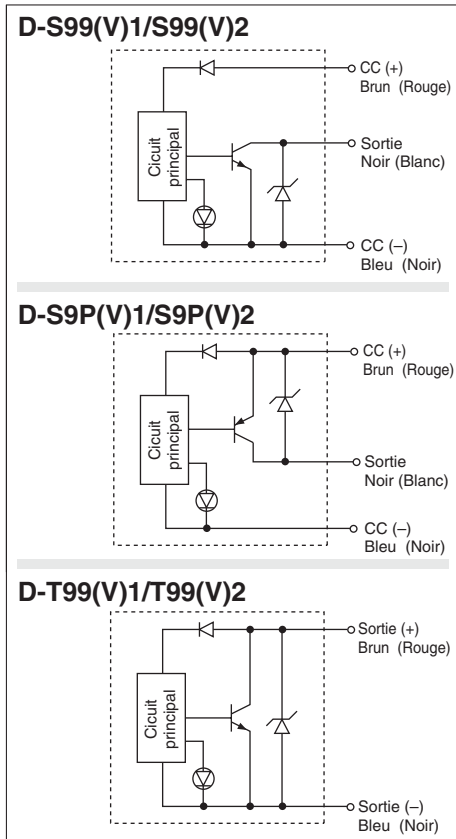 D-S99(V)1/S99(V)2
CC (+)
Brun (Rouge)
Cicuit
principal
Sortie
Noir (Blanc)
CC (–)
Bleu (Noir)
D-S9P(V)1/S9P(V)2
CC (+)
Brun (Rouge)
Cicuit
principal
Sortie
Noir (Blanc)
CC (–)
Bleu (Noir)
D-T99(V)1/T99(V)2
Sortie (+)
Brun (Rouge)
Cicuit
principal
Sortie (–)
Bleu (Noir)